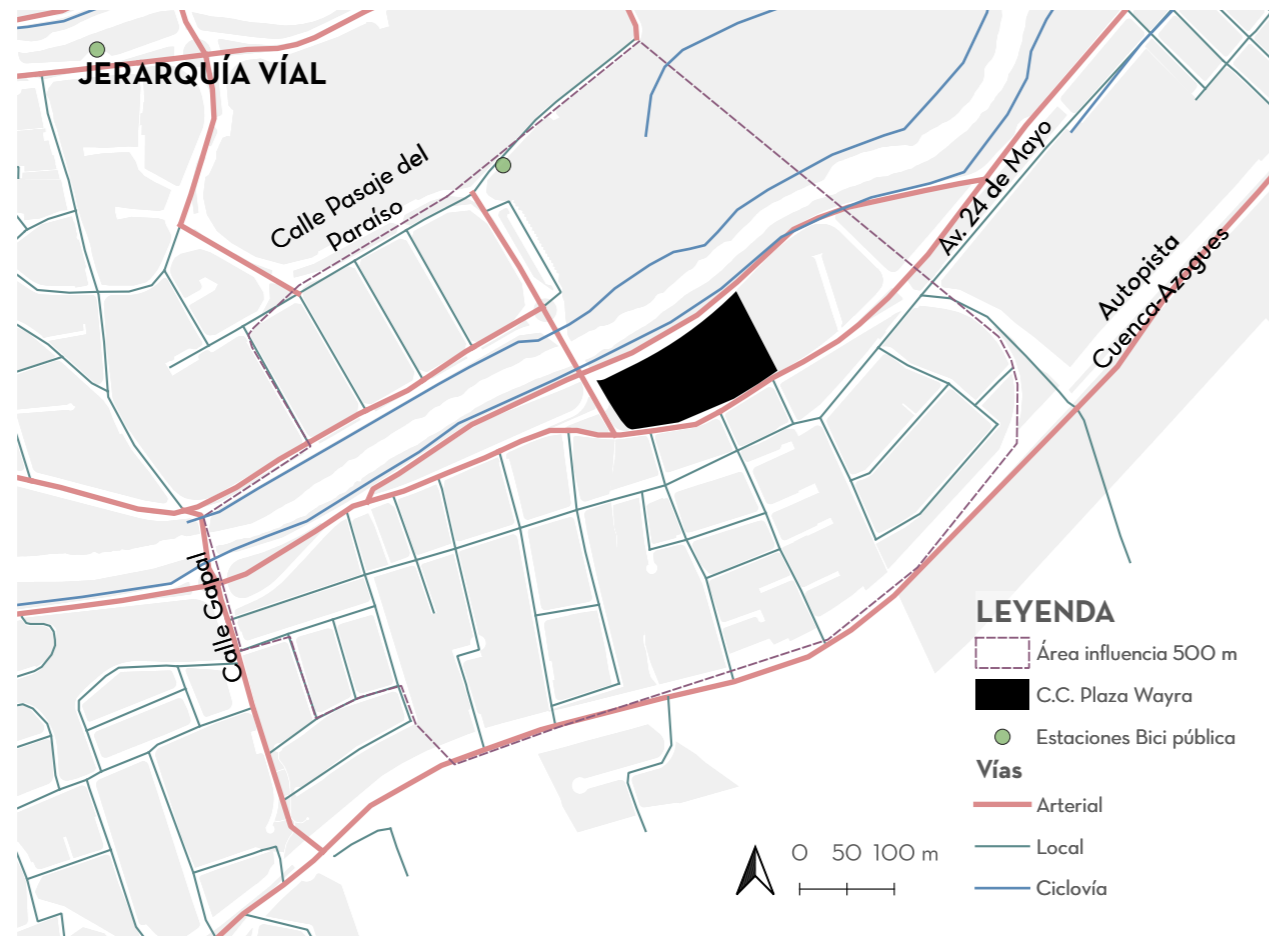 JERARQUÍA VÍAL
Calle Pasaje del
Paraíso
Av. 24 de Mayo
Autopista
Cuenca-Azogues
Calle Gapal
LEYENDA
Área influencia 500 m
C.C. Plaza Wayra
Estaciones Bici pública
Vías
Arterial
Local
Ciclovía
0 50 100 m